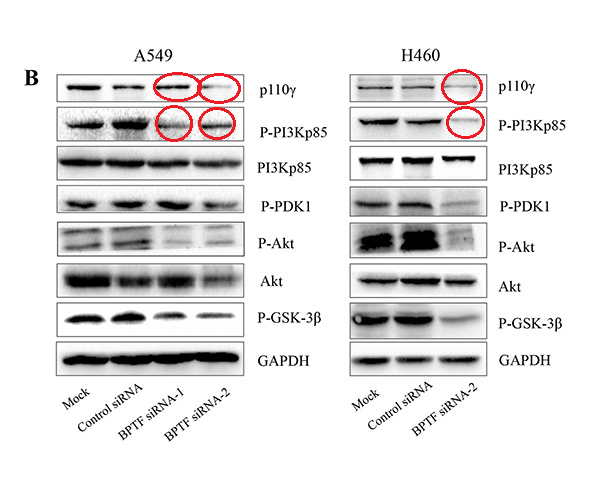 A549
H460
B
p110γ
P-PI3Kp85
PI3Kp85
P-PDK1
P-Akt
Akt
P-GSK-3β
GAPDH
Mock
Control siRNA
BPTF siRNA-1
BPTF siRNA-2
p110γ
P-PI3Kp85
PI3Kp85
P-PDK1
P-Akt
Akt
P-GSK-3β
GAPDH
Mock
Control siRNA
BPTF siRNA-2